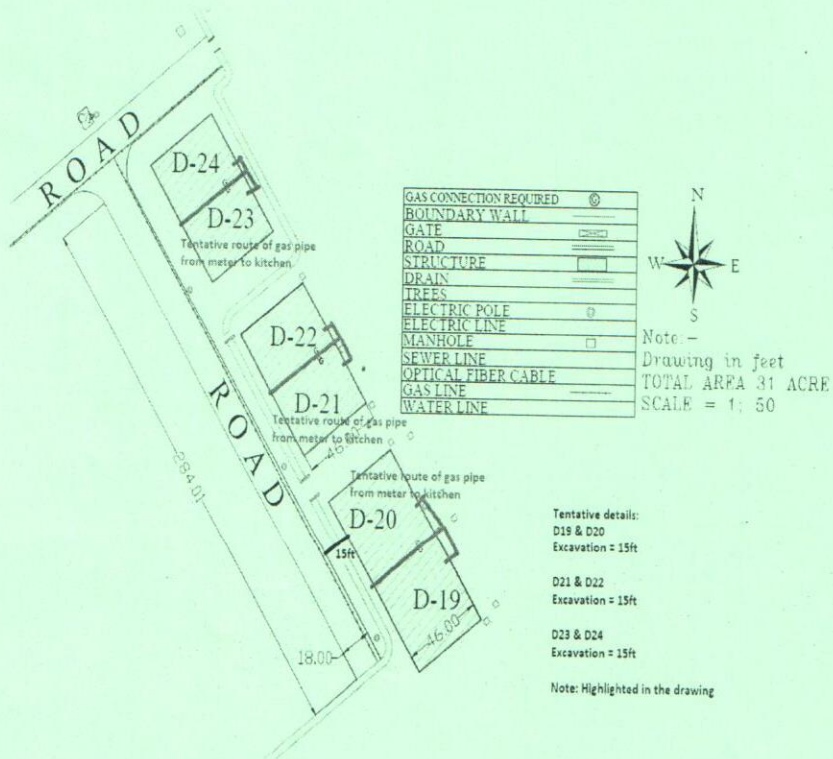 ROAD
D-24
D-23
Tentative route of gas pipe
from meter to kitchen
D-22
D-21
Tentative route of gas pipe
from meter to kitchen
46.00
ROAD
284.01
Tentative route of gas pipe
from meter to kitchen
D-20
15ft
D-19
46.00
18.00
GAS CONNECTION REQUIRED
BOUNDARY WALL
GATE
ROAD
STRUCTURE
DRAIN
TREES
ELECTRIC POLE
ELECTRIC LINE
MANHOLE
SEWER LINE
OPTICAL FIBER CABLE
GAS LINE
WATER LINE
N
W
E
S
Note:-
Drawing in feet
TOTAL AREA 31 ACRE
SCALE = 1: 50
Tentative details:
D19 & D20
Excavation = 15ft
D21 & D22
Excavation = 15ft
D23 & D24
Excavation = 15ft
Note: Highlighted in the drawing